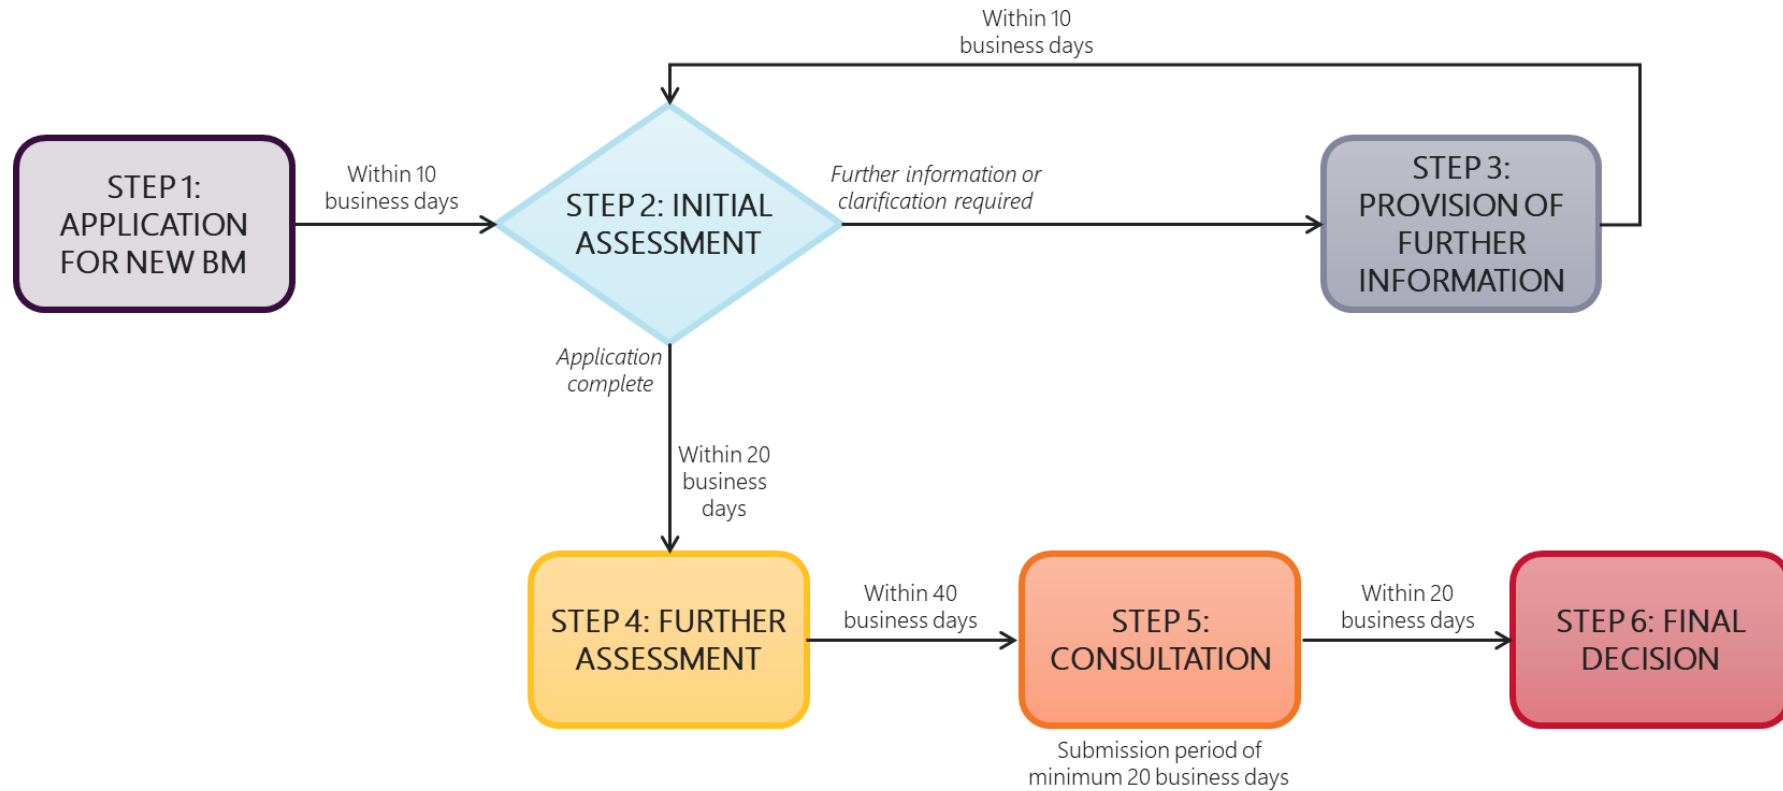 Within 10
business days
STEP 1:
APPLICATION
FOR NEW BM
Within 10
business days
STEP 2: INITIAL
ASSESSMENT
Further information or
clarification required
STEP 3:
PROVISION OF
FURTHER
INFORMATION
Application
complete
Within 20
business
days
STEP 4: FURTHER
ASSESSMENT
Within 40
business days
STEP 5:
CONSULTATION
Within 20
business days
STEP 6: FINAL
DECISION
Submission period of
minimum 20 business days